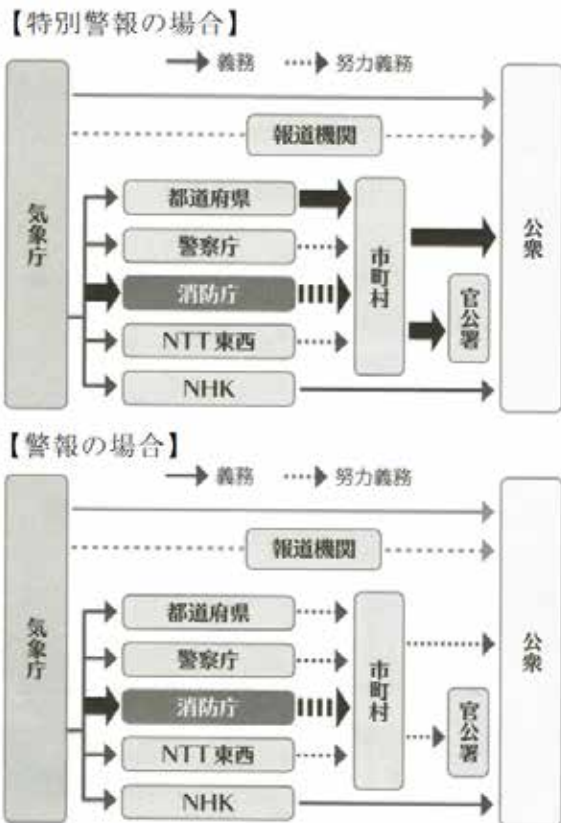 【特別警報の場合】
義務 努力義務
報道機関
気象庁
都道府県
警察庁
消防庁
NTT東西
NHK
市町村
官公署
公衆
【警報の場合】
義務 努力義務
報道機関
気象庁
都道府県
警察庁
消防庁
NTT東西
NHK
市町村
官公署
公衆